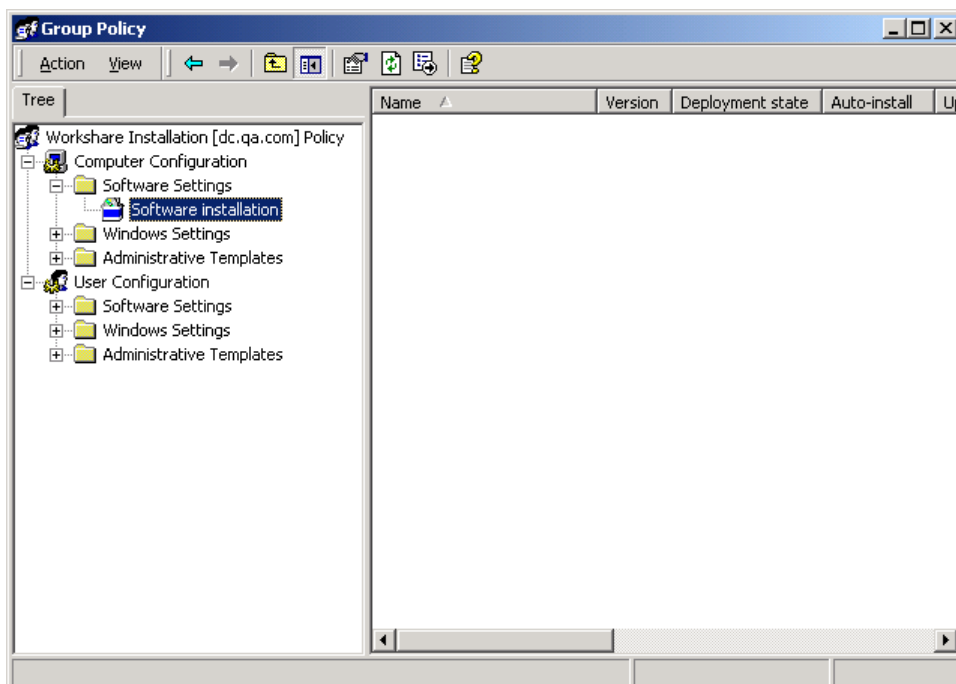 Group Policy
Action View
Tree
Name Version Deployment state Auto-install
Workshare Installation [dc.qa.com] Policy
Computer Configuration
Software Settings
Software installation
Windows Settings
Administrative Templates
User Configuration
Software Settings
Windows Settings
Administrative Templates